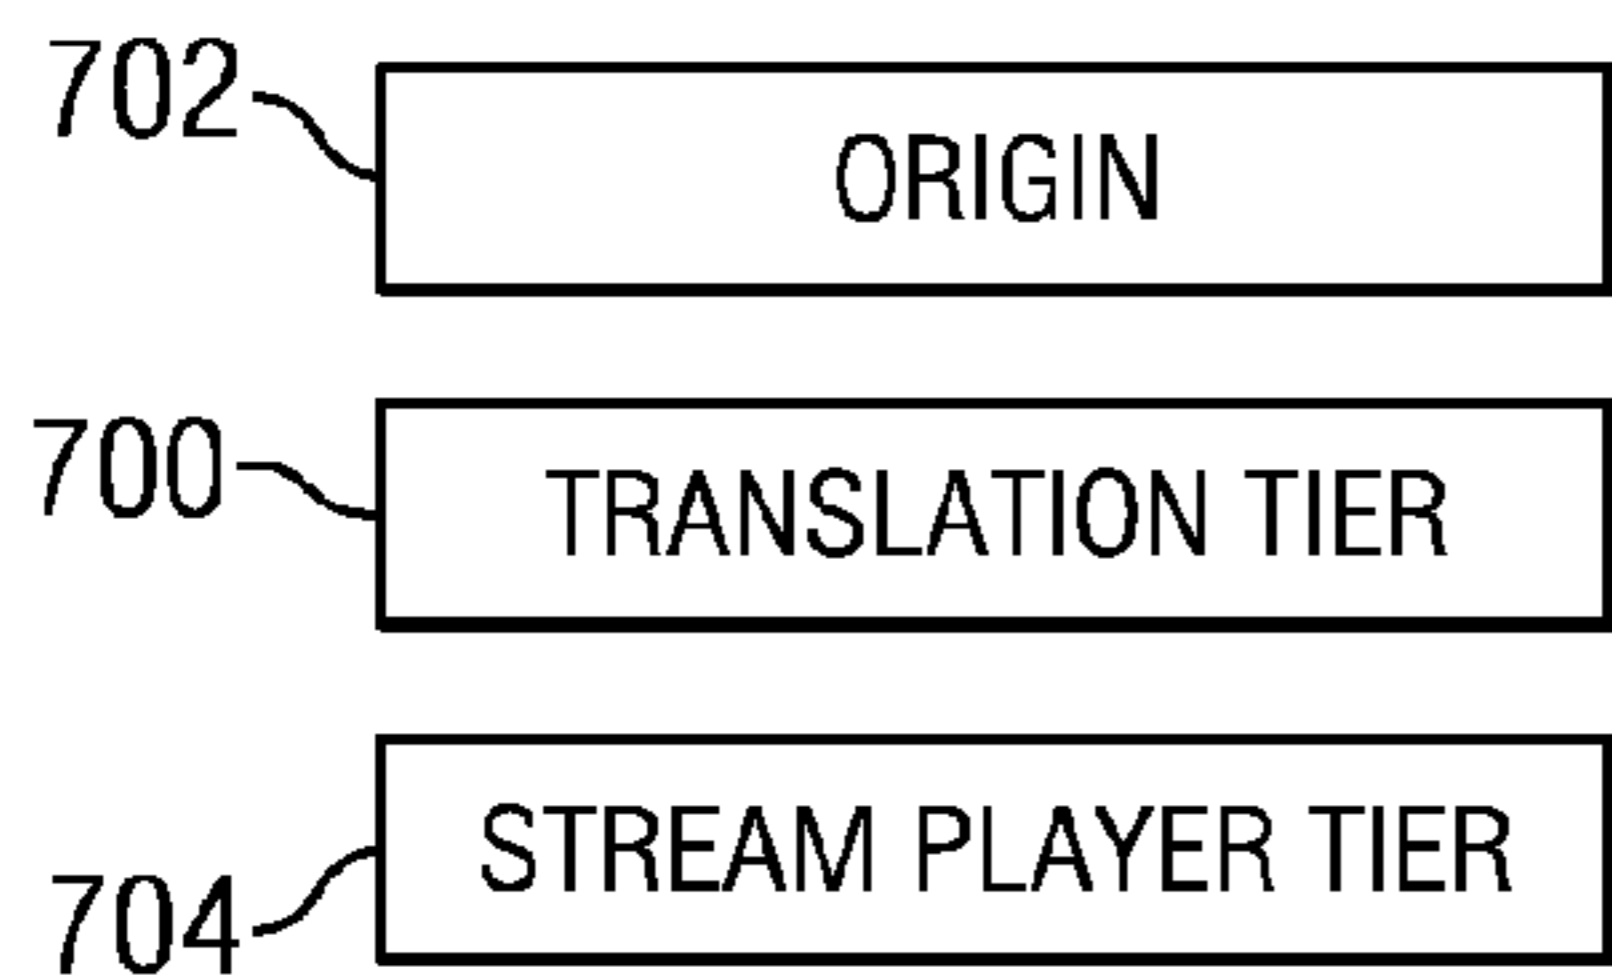 702
ORIGIN
700
TRANSLATION TIER
STREAM PLAYER TIER
704